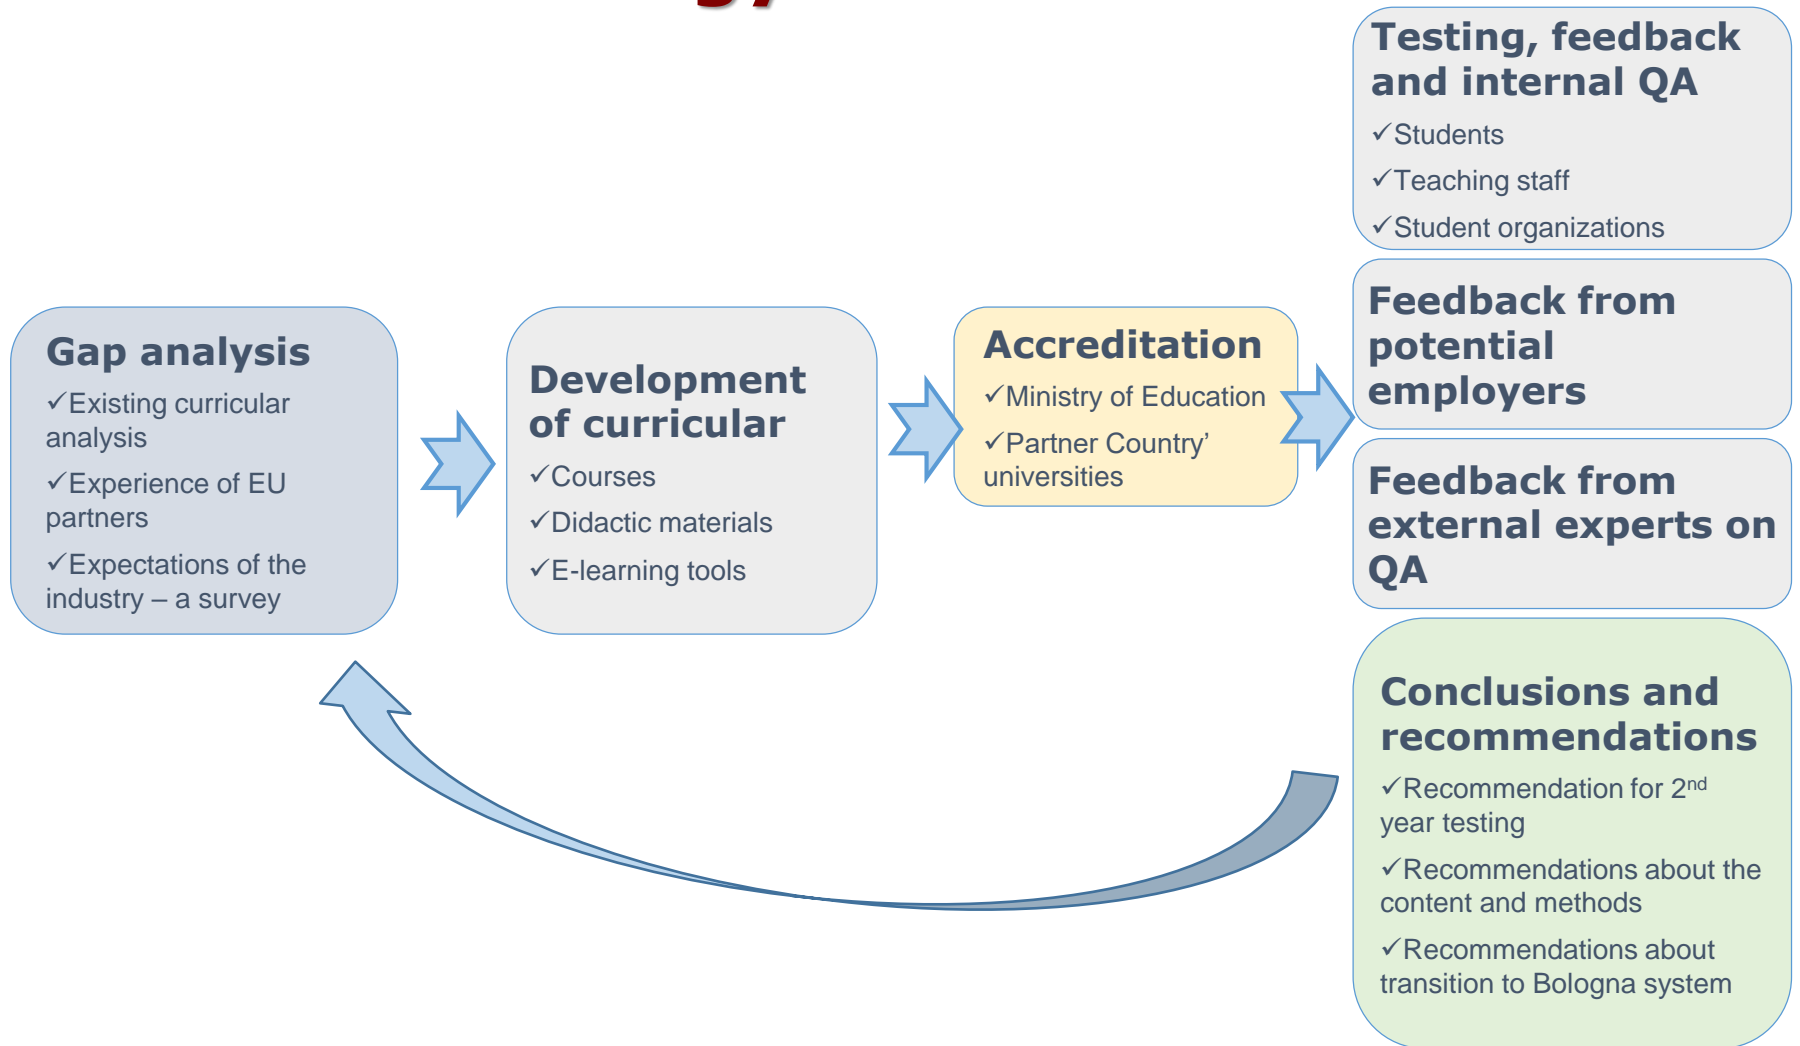 Gap analysis
✓Existing curricular
analysis
✓Experience of EU
partners
✓Expectations of the
industry – a survey
Development
of curricular
✓Courses
✓Didactic materials
✓E-learning tools
Accreditation
✓Ministry of Education
✓Partner Country’
universities
Testing, feedback
and internal QA
✓Students
✓Teaching staff
✓Student organizations
Feedback from
potential
employers
Feedback from
external experts on
QA
Conclusions and
recommendations
✓Recommendation for 2nd
year testing
✓Recommendations about the
content and methods
✓Recommendations about
transition to Bologna system